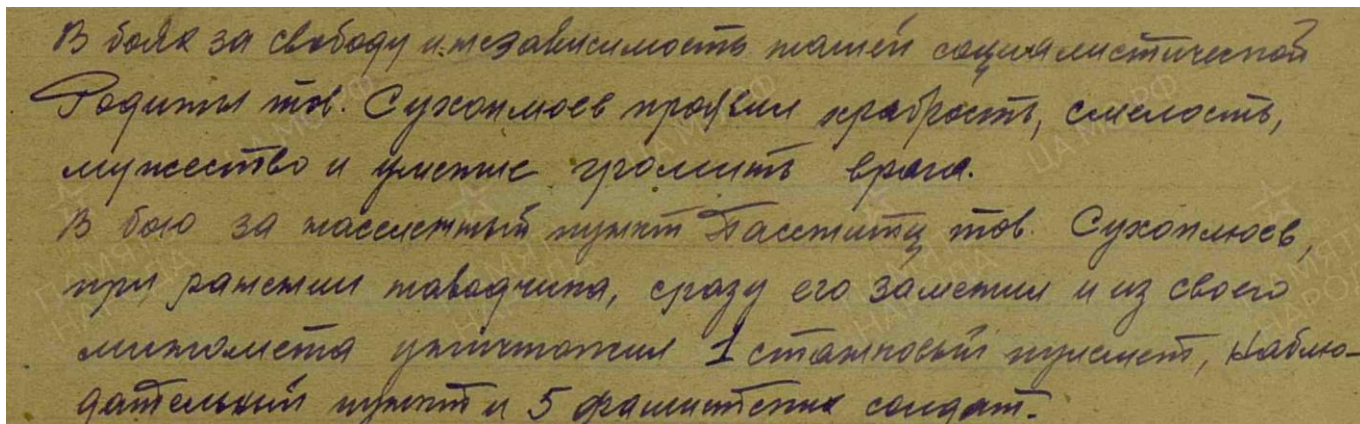 В боях за свободу и независимость нашей социалистической
Родины тов. Сухоплюев проявил храбрость, смелость,
мужество и умение громить врага.
В бою за населенный пункт тов. Сухоплюев,
при ранении наводчика, сразу его заменил и из своего
миномета уничтожил 1 станковый пулемет, наблю-
дательный пункт и 5 фашистских солдат.